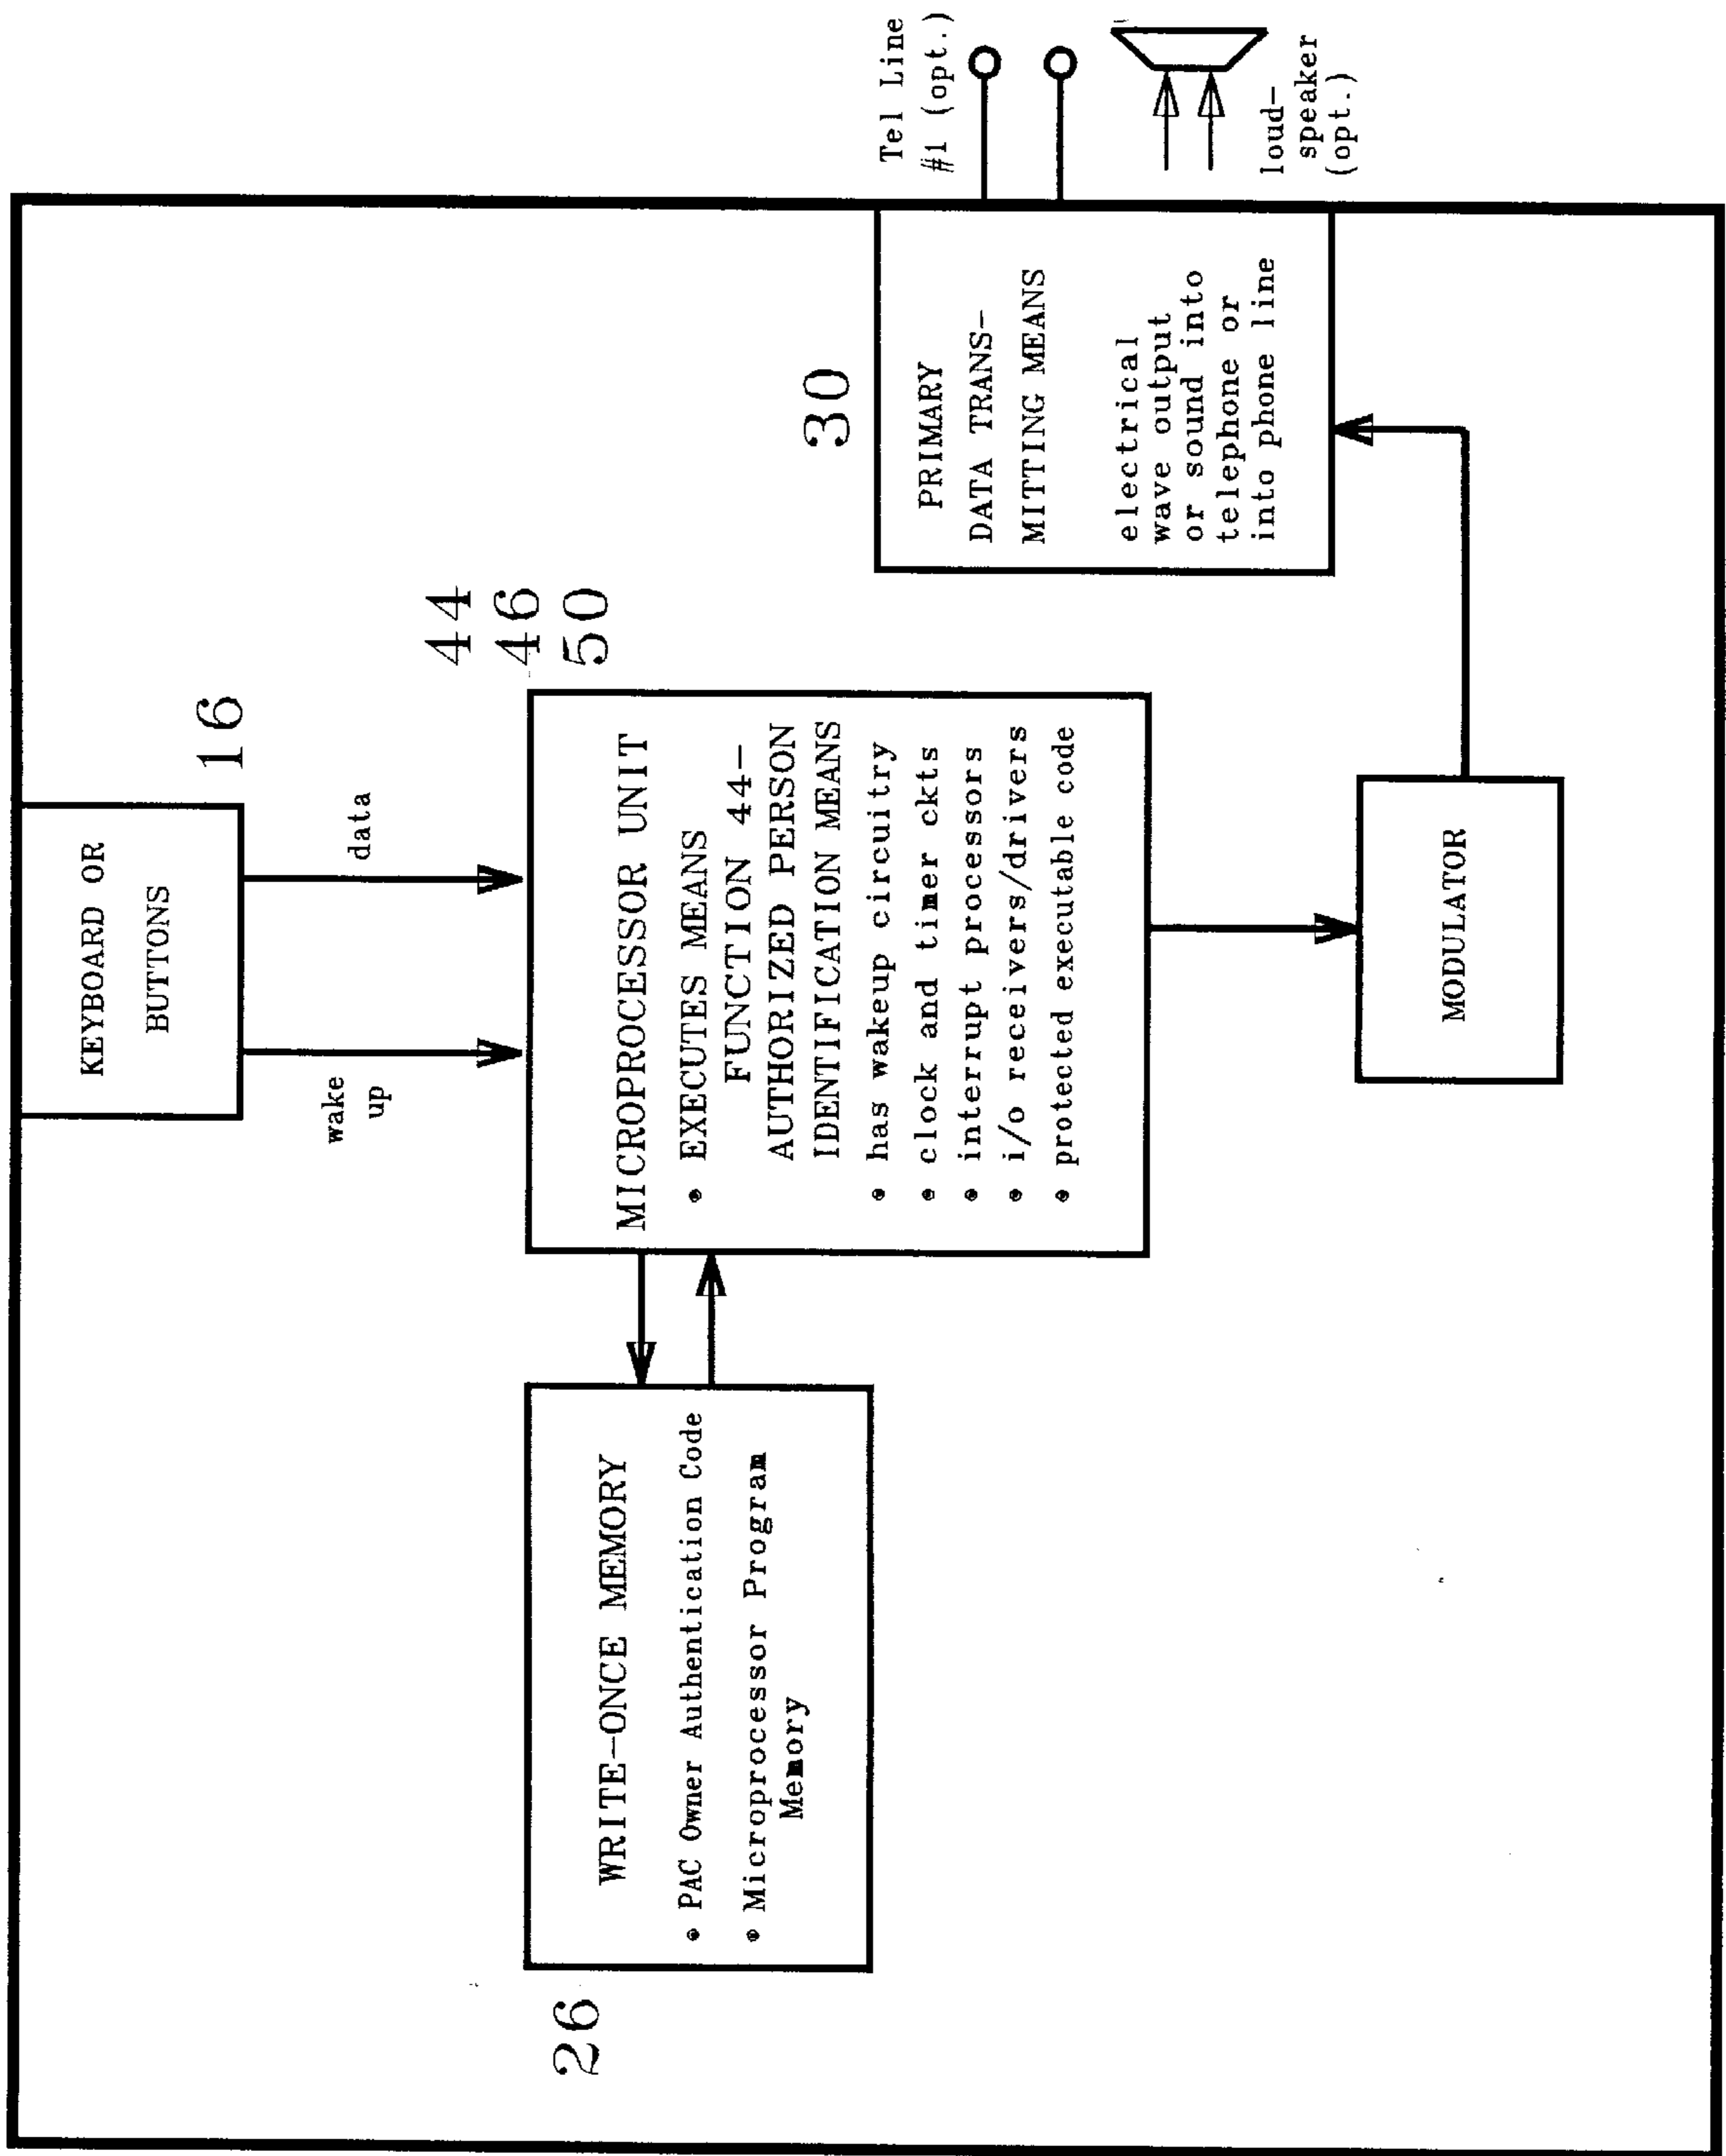 KEYBOARD OR
BUTTONS
16
wake
up
data
44
46
50
MICROPROCESSOR UNIT
• EXECUTES MEANS
FUNCTION 44-
AUTHORIZED PERSON
IDENTIFICATION MEANS
• has wakeup circuitry
• clock and timer ckts
• interrupt processors
• i/o receivers/drivers
• protected executable code
26
WRITE-ONCE MEMORY
• PAC Owner Authentication Code
• Microprocessor Program
Memory
MODULATOR
30
PRIMARY
DATA TRANS-
MITTING MEANS
electrical
wave output
or sound into
telephone or
into phone line
Tel Line
#1 (opt.)
loud-
speaker
(opt.)